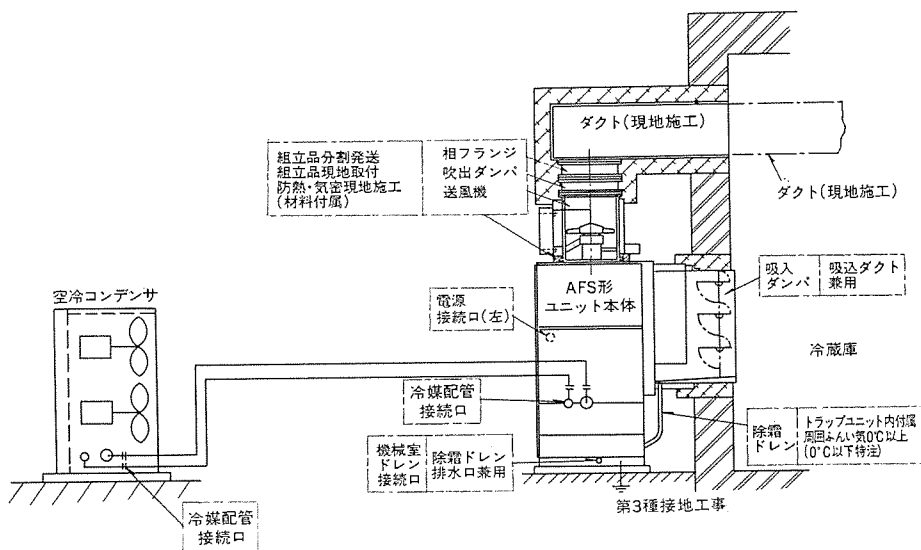 ダクト(現地施工)
組立品分割発送
組立品現地取付
防熱・気密現地施工
(材料付属)
相フランジ
吹出ダンパ
送風機
ダクト(現地施工)
空冷コンデンサ
電源
接続口(左)
AFS形
ユニット本体
吸入
ダンパ
吸込ダクト
兼用
冷蔵庫
冷媒配管
接続口
機械室
ドレン
接続口
除霜ドレン
排水口兼用
除霜
ドレン
トラップユニット内付属
周囲ふんい気0℃以上
(0℃以下特注)
第3種接地工事
冷媒配管
接続口